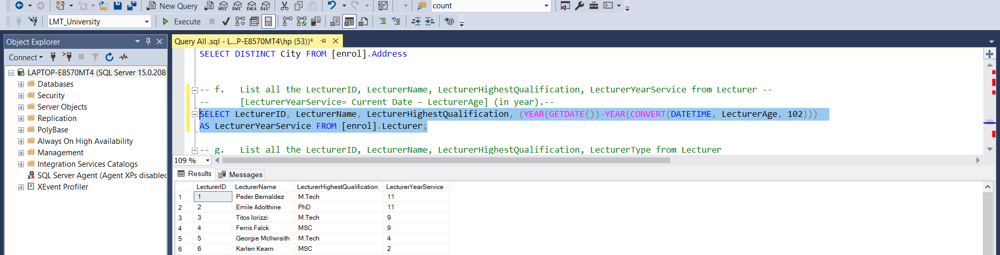 New Query
MDX DMX XMLA DAX
count
LMT_University
Execute
Object Explorer
Query All .sql - L...P-E8570MT4\hp (53))*
Connect
LAPTOP-E8570MT4 (SQL Server 15.0.208
Databases
Security
Server Objects
Replication
PolyBase
Always On High Availability
Management
Integration Services Catalogs
SQL Server Agent (Agent XPs disabled
XEvent Profiler
SELECT DISTINCT City FROM [enrol].Address
-- f. List all the LecturerID, LecturerName, LecturerHighestQualification, LecturerYearService from Lecturer --
-- [LecturerYearService= Current Date – LecturerAge] (in year).--
SELECT LecturerID, LecturerName, LecturerHighestQualification, (YEAR(GETDATE())-YEAR(CONVERT(DATETIME, LecturerAge, 102)))
AS LecturerYearService FROM [enrol].Lecturer;
-- g. List all the LecturerID, LecturerName, LecturerHighestQualification, LecturerType from Lecturer
109 %
Results Messages
LecturerID LecturerName LecturerHighestQualification LecturerYearService
1 1 Peder Bernaldez M.Tech 11
2 2 Emile Adolthine PhD 11
3 3 Titos Iorizzi M.Tech 9
4 4 Ferris Falck MSC 9
5 5 Georgie McIlwraith M.Tech 4
6 6 Karlen Kearn MSC 2